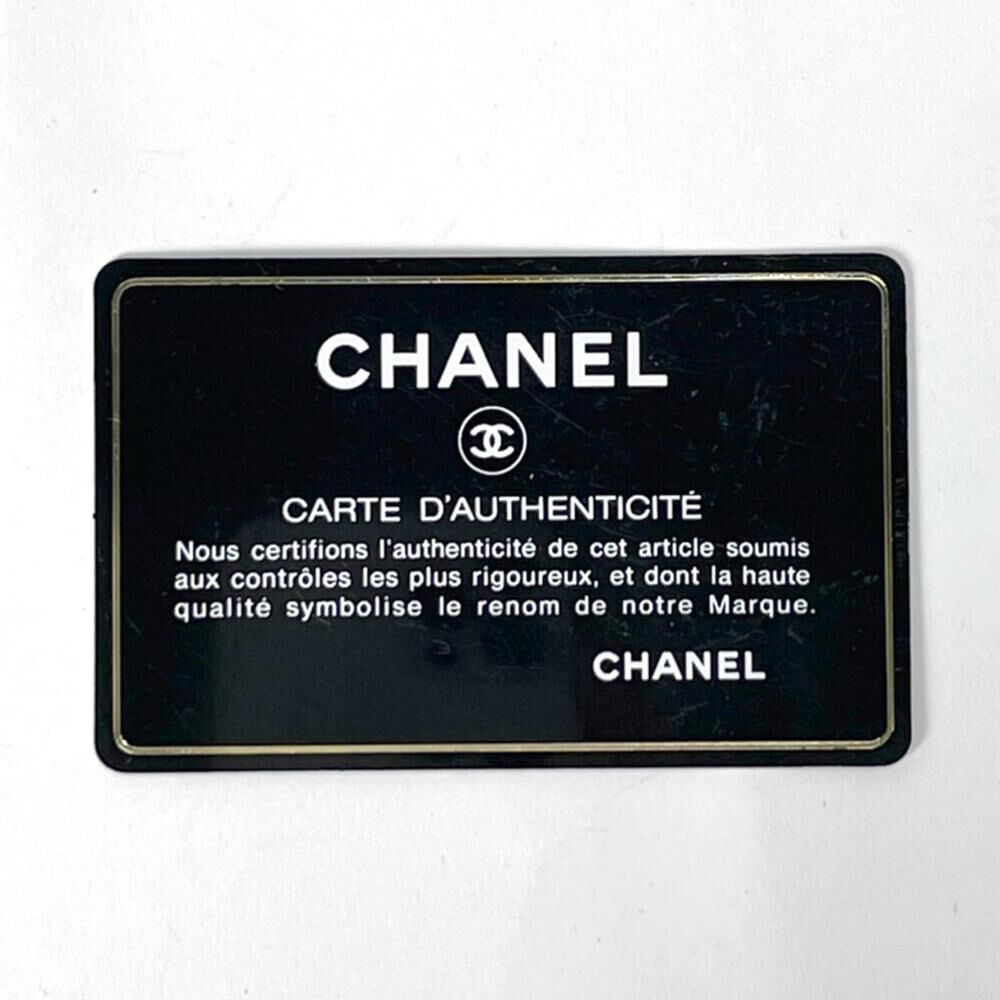 CHANEL
CARTE D'AUTHENTICITÉ
Nous certifions l'authenticité de cet article soumis
aux contrôles les plus rigoureux, et dont la haute
qualité symbolise le renom de notre Marque.
CHANEL